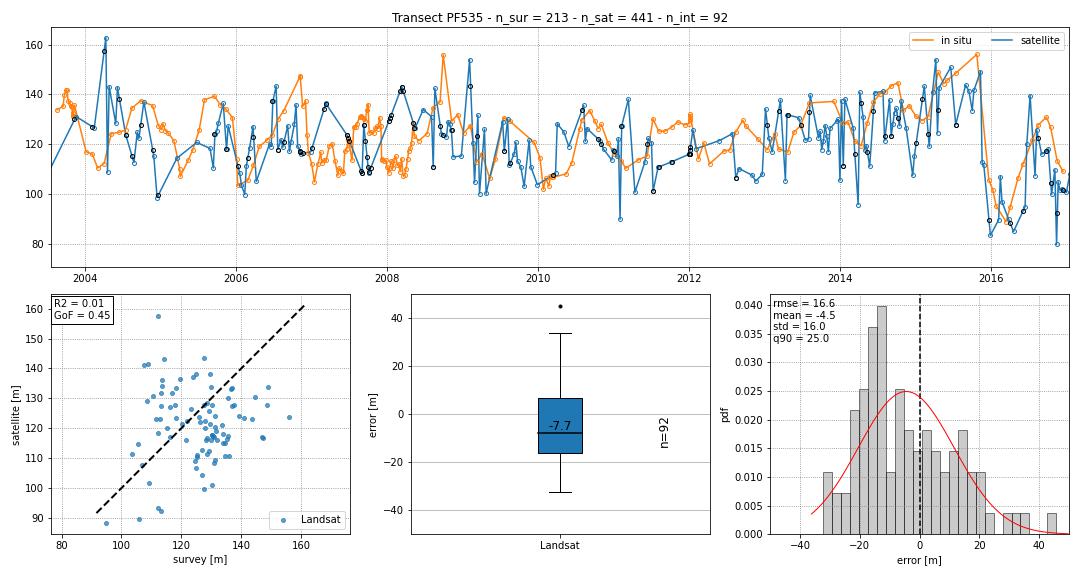 Transect PF535 - n_sur = 213 - n_sat = 441 - n_int = 92
in situ
satellite
160
140
120
100
80
2004
2006
2008
2010
2012
2014
2016
R2 = 0.01
GoF = 0.45
satellite [m]
160
150
140
130
120
110
100
90
80
100
120
140
160
survey [m]
Landsat
error [m]
40
20
0
−20
−40
-7.7
n=92
Landsat
rmse = 16.6
mean = -4.5
std = 16.0
q90 = 25.0
pdf
0.040
0.035
0.030
0.025
0.020
0.015
0.010
0.005
0.000
−40
−20
0
20
40
error [m]